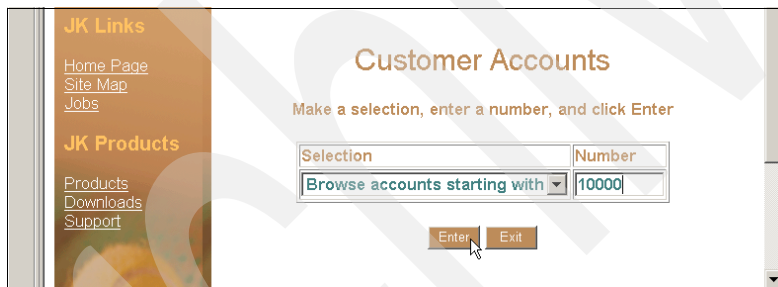 JK Links
Home Page
Site Map
Jobs
JK Products
Products
Downloads
Support
Customer Accounts
Make a selection, enter a number, and click Enter
Selection Number
Browse accounts starting with 10000
Enter Exit